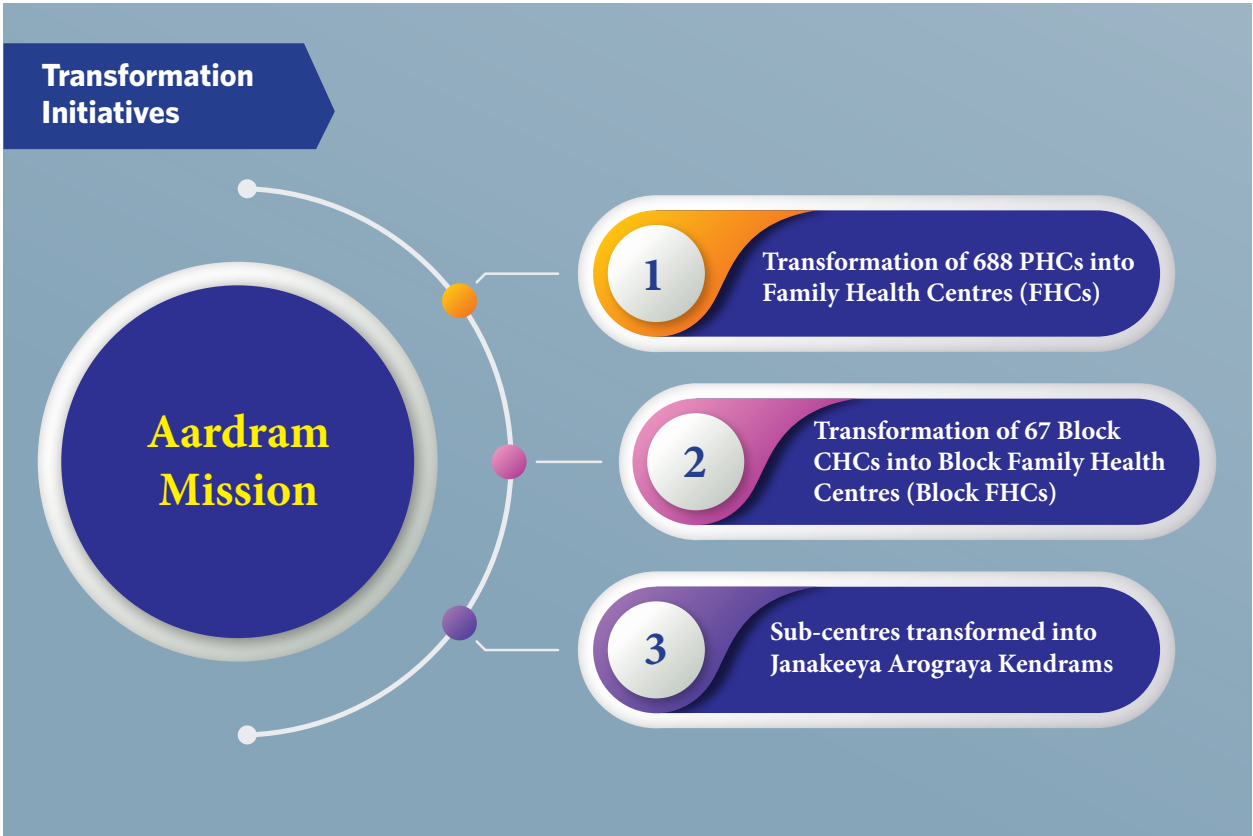 Transformation
Initiatives
Aardram
Mission
1
Transformation of 688 PHCs into
Family Health Centres (FHCs)
2
Transformation of 67 Block
CHCs into Block Family Health
Centres (Block FHCs)
3
Sub-centres transformed into
Janakeeya Arograya Kendrams